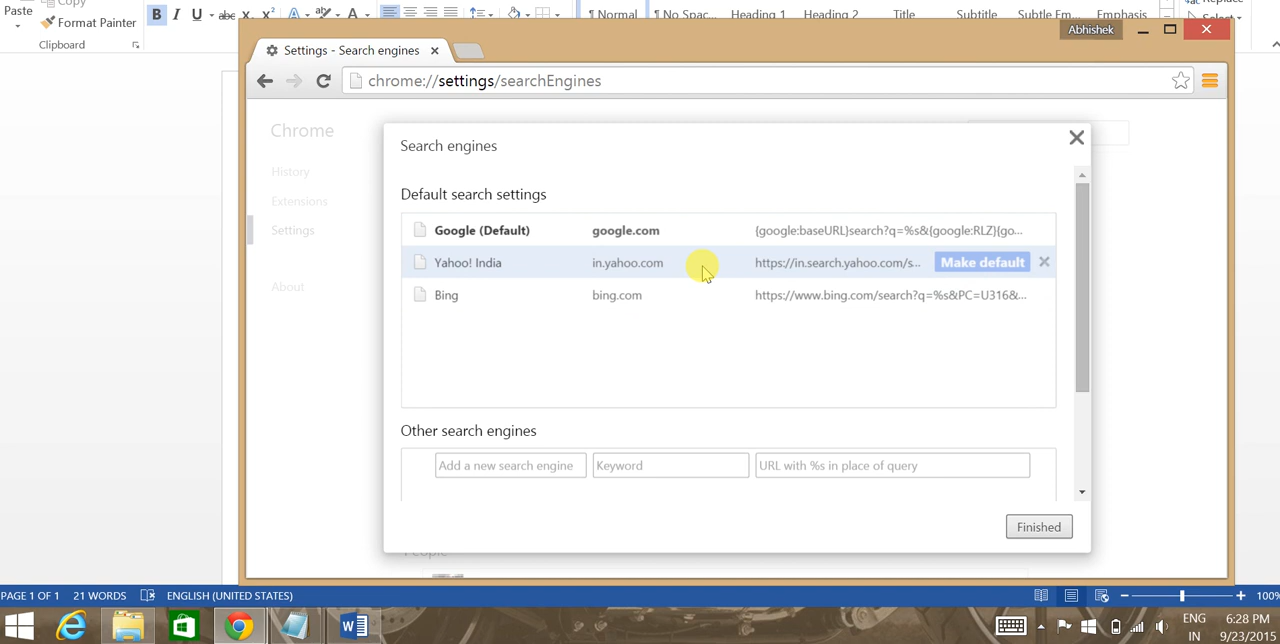 Paste
Copy
Format Painter
Clipboard
B I U abc
¶ Normal ¶ No Spac... Heading 1 Heading 2 Title Subtitle Subtle Em... Emphasis
Replace
Select
Abhishek
Settings - Search engines
chrome://settings/searchEngines
Chrome
History
Extensions
Settings
About
Search engines
Default search settings
Google (Default) google.com {google:baseURL}search?q=%s&{google:RLZ}{go...
Yahoo! India in.yahoo.com https://in.search.yahoo.com/s... Make default
Bing bing.com https://www.bing.com/search?q=%s&PC=U316&...
Other search engines
Add a new search engine Keyword URL with %s in place of query
Finished
People
PAGE 1 OF 1 21 WORDS ENGLISH (UNITED STATES) 100%
ENG 6:28 PM
IN 9/23/2015